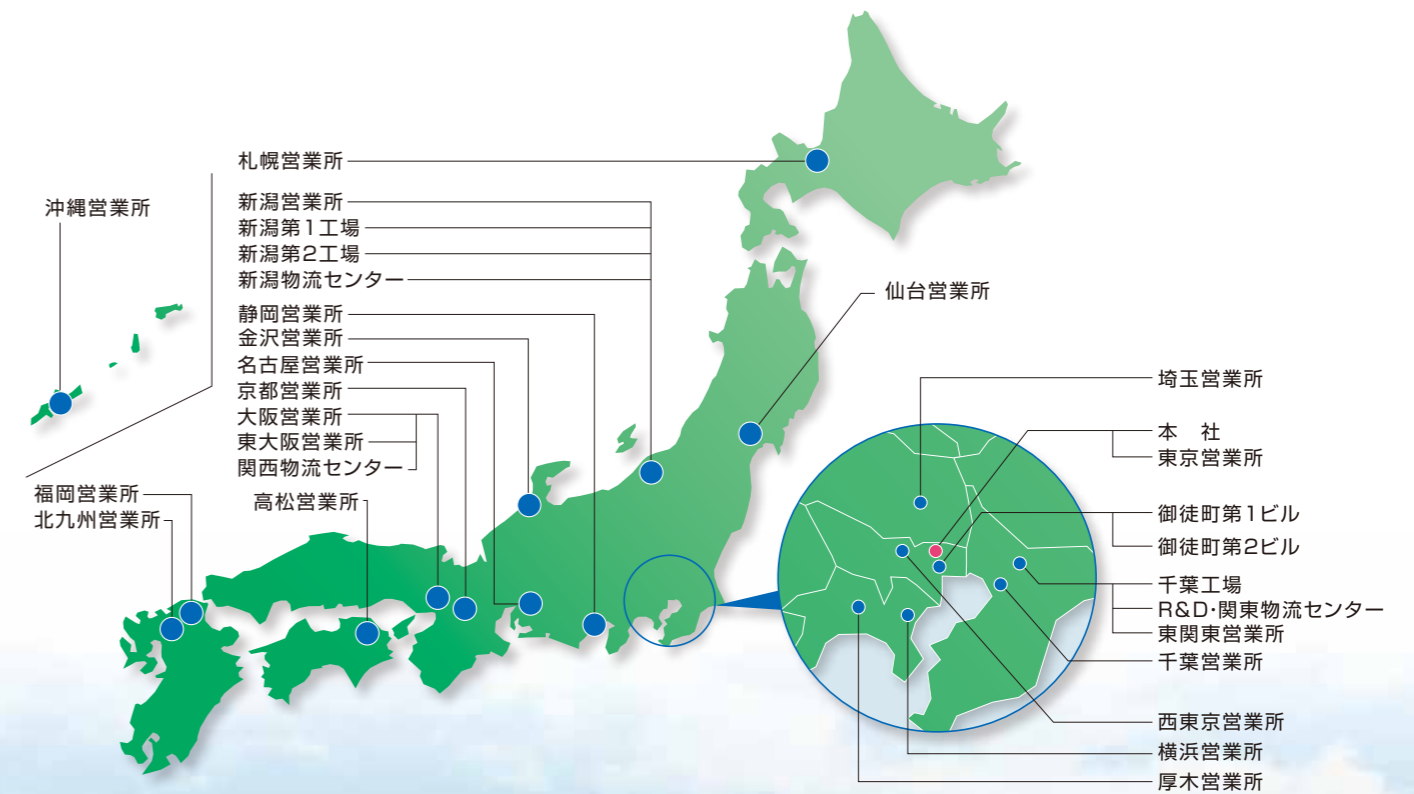 札幌営業所
沖縄営業所
新潟営業所
新潟第1工場
新潟第2工場
新潟物流センター
静岡営業所
金沢営業所
名古屋営業所
京都営業所
大阪営業所
東大阪営業所
関西物流センター
福岡営業所
北九州営業所
高松営業所
仙台営業所
埼玉営業所
本　社
東京営業所
御徒町第1ビル
御徒町第2ビル
千葉工場
R&D・関東物流センター
東関東営業所
千葉営業所
西東京営業所
横浜営業所
厚木営業所